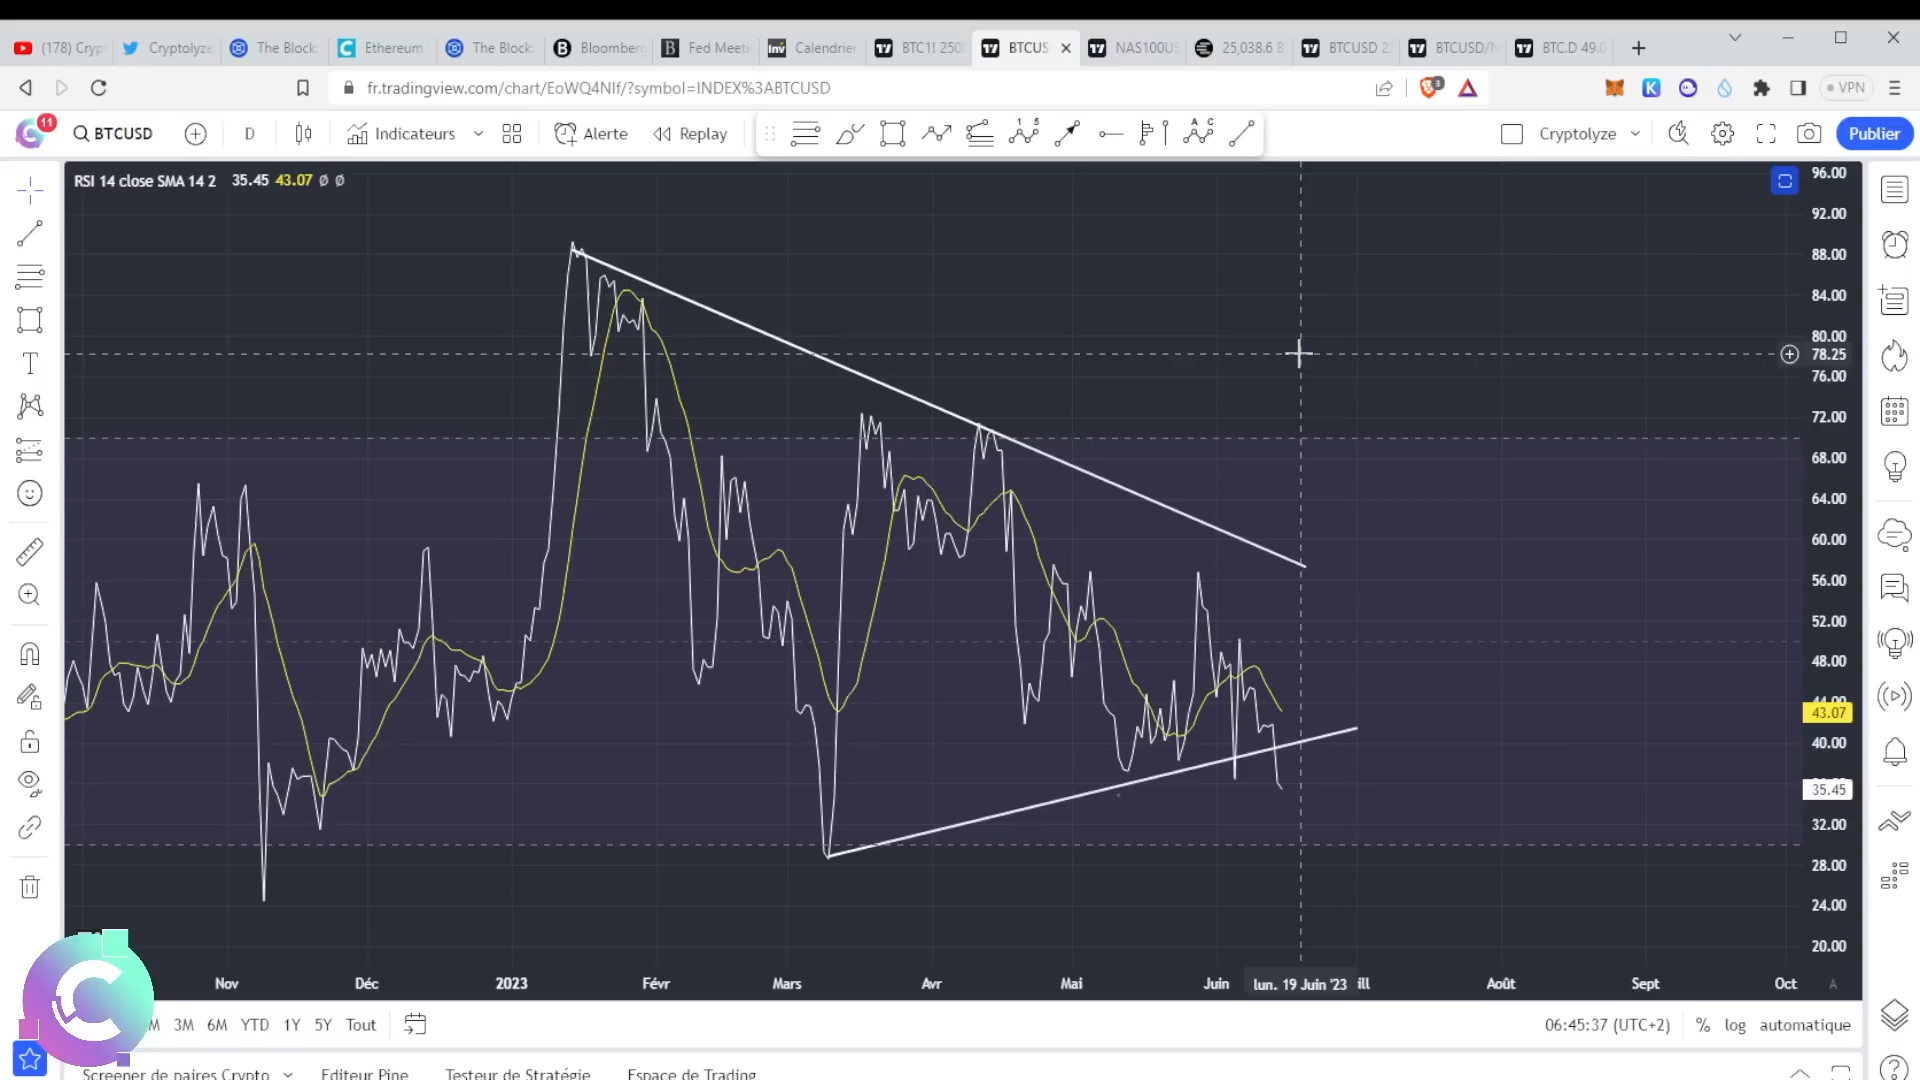 (178) Cryp
Cryptolyze
The Block
Ethereum
The Block
Bloomberg
Fed Meeti
Calendrier
BTC1! 250
BTCUS
NAS100US
25,038.6 B
BTCUSD 2
BTCUSD/
BTC.D 49.0
fr.tradingview.com/chart/EoWQ4NIf/?symbol=INDEX%3ABTCUSD
3
VPN
11
BTCUSD
D
Indicateurs
Alerte
Replay
Cryptolyze
Publier
RSI 14 close SMA 14 2 35.45 43.07 Ø Ø
96.00
92.00
88.00
84.00
80.00
78.25
76.00
72.00
68.00
64.00
60.00
56.00
52.00
48.00
44.00
43.07
40.00
35.45
32.00
28.00
24.00
20.00
Nov
Déc
2023
Févr
Mars
Avr
Mai
Juin
lun. 19 Juin '23
ill
Août
Sept
Oct
A
M 3M 6M YTD 1Y 5Y Tout
06:45:37 (UTC+2) % log automatique
Screener de paires Crypto
Editeur Pine
Testeur de Stratégie
Espace de Trading